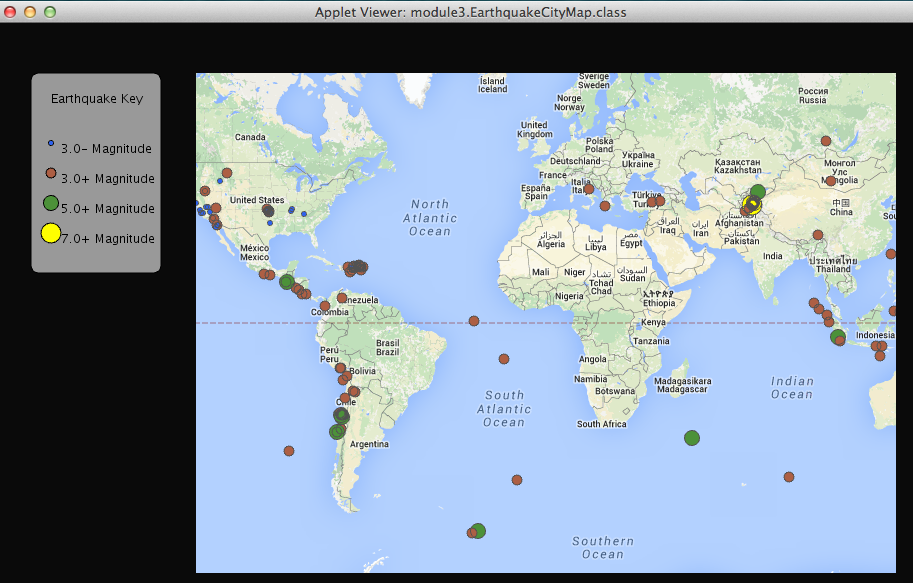 Applet Viewer: module3.EarthquakeCityMap.class
Earthquake Key
3.0- Magnitude
3.0+ Magnitude
5.0+ Magnitude
7.0+ Magnitude
Ísland
Iceland
Sverige
Sweden
Norge
Norway
Россия
Russia
Canada
United
Kingdom
Polska
Poland
Deutschland
Україна
Ukraine
France
Italia
España
Spain
Қазақстан
Kazakhstan
Монгол
Улс
Mongolia
United States
North
Atlantic
Ocean
Türkiye
中国
China
العراق
Iraq
ایران
Iran
Afghanistan
پاکستان
Pakistan
México
Mexico
الجزائر
Algeria
ليبيا
Libya
مصر
Egypt
India
ประเทศไทย
Thailand
Mali
Niger
تشاد
Tchad
Chad
السودان
Sudan
Nigeria
ኢትዮጵያ
Ethiopia
Venezuela
Colombia
Kenya
Indonesia
Tanzania
Brasil
Brazil
Perú
Peru
Bolivia
Angola
Namibia
Botswana
Madagasikara
Madagascar
Indian
Ocean
South
Atlantic
Ocean
Chile
South Africa
Argentina
Southern
Ocean